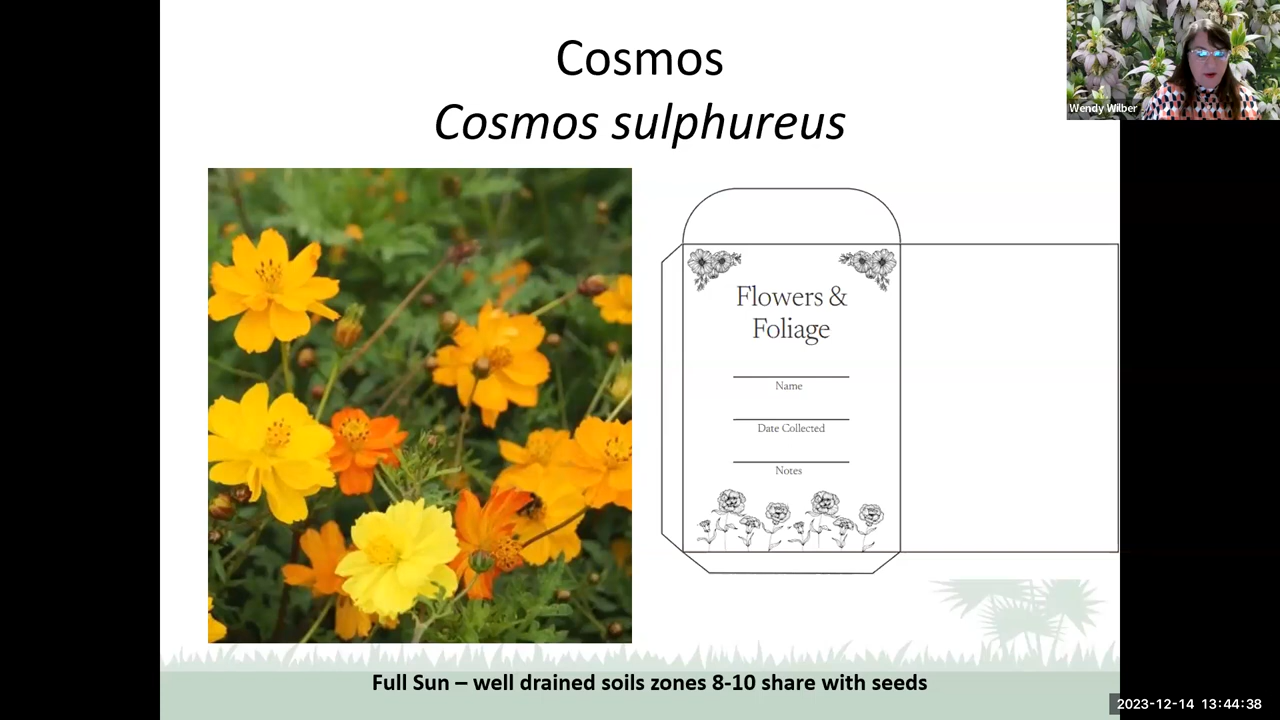 Cosmos
Cosmos sulphureus
Wendy Wilber
Flowers &
Foliage
Name
Date Collected
Notes
Full Sun – well drained soils zones 8-10 share with seeds
2023-12-14 13:44:38